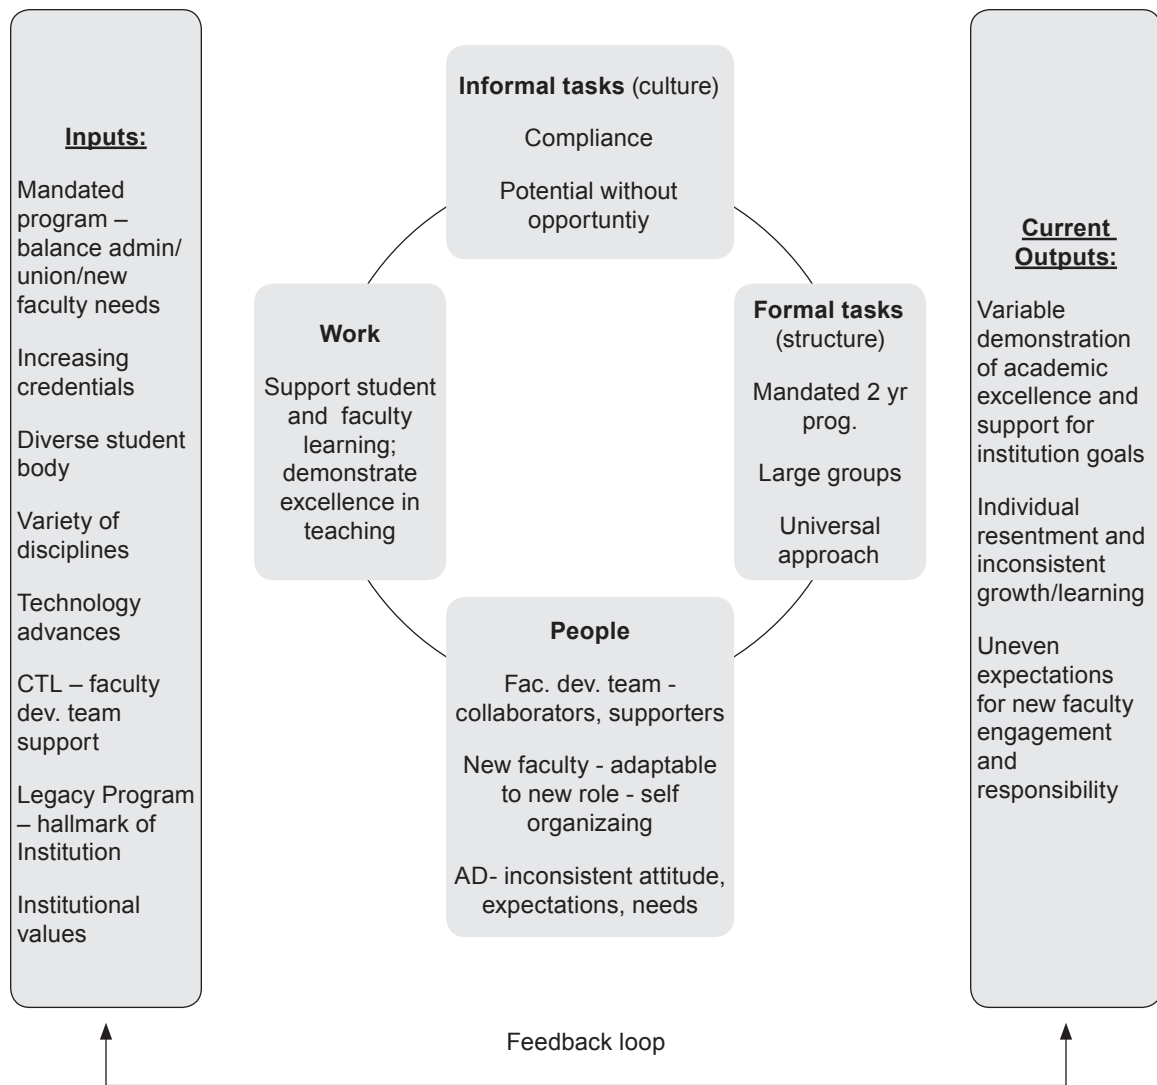 Inputs:
Mandated
program –
balance admin/
union/new
faculty needs
Increasing
credentials
Diverse student
body
Variety of
disciplines
Technology
advances
CTL – faculty
dev. team
support
Legacy Program
– hallmark of
Institution
Institutional
values
Informal tasks (culture)
Compliance
Potential without
opportuntiy
Work
Support student
and faculty
learning;
demonstrate
excellence in
teaching
Formal tasks
(structure)
Mandated 2 yr
prog.
Large groups
Universal
approach
People
Fac. dev. team -
collaborators, supporters
New faculty - adaptable
to new role - self
organizaing
AD- inconsistent attitude,
expectations, needs
Current
Outputs:
Variable
demonstration
of academic
excellence and
support for
institution goals
Individual
resentment and
inconsistent
growth/learning
Uneven
expectations
for new faculty
engagement
and
responsibility
Feedback loop